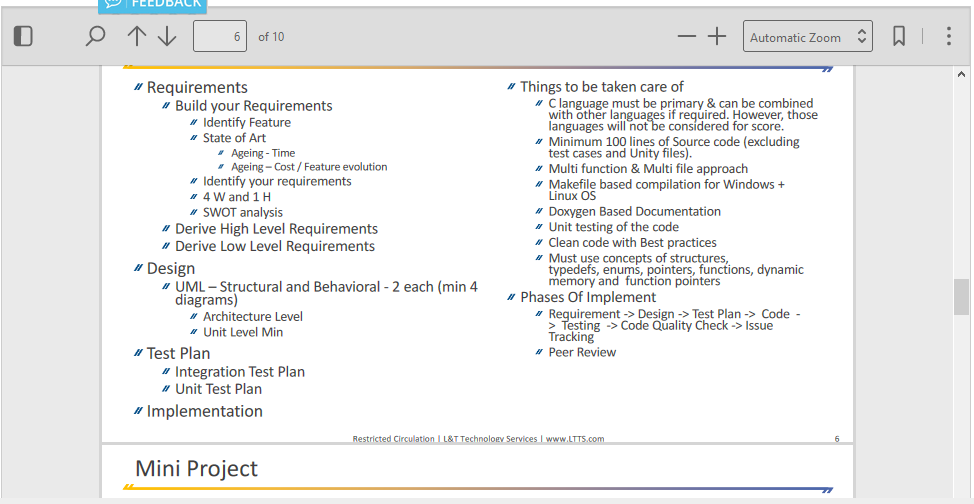 FEEDBACK
6 of 10
Automatic Zoom
Requirements
Build your Requirements
Identify Feature
State of Art
Ageing - Time
Ageing – Cost / Feature evolution
Identify your requirements
4 W and 1 H
SWOT analysis
Derive High Level Requirements
Derive Low Level Requirements
Design
UML – Structural and Behavioral - 2 each (min 4
diagrams)
Architecture Level
Unit Level Min
Test Plan
Integration Test Plan
Unit Test Plan
Implementation
Things to be taken care of
C language must be primary & can be combined
with other languages if required. However, those
languages will not be considered for score.
Minimum 100 lines of Source code (excluding
test cases and Unity files).
Multi function & Multi file approach
Makefile based compilation for Windows +
Linux OS
Doxygen Based Documentation
Unit testing of the code
Clean code with Best practices
Must use concepts of structures,
typedefs, enums, pointers, functions, dynamic
memory and  function pointers
Phases Of Implement
Requirement -> Design -> Test Plan ->  Code  -
>  Testing  -> Code Quality Check -> Issue
Tracking
Peer Review
Restricted Circulation | L&T Technology Services | www.LTTS.com
6
Mini Project